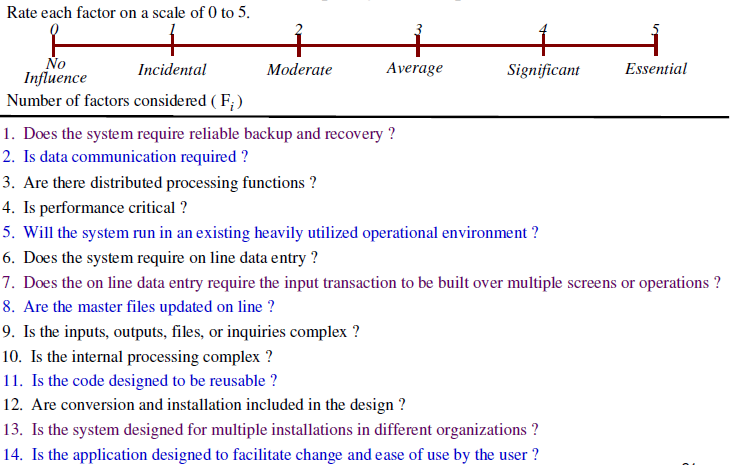 Rate each factor on a scale of 0 to 5.
0 1 2 3 4 5
No Influence Incidental Moderate Average Significant Essential
Number of factors considered ( Fi )
1. Does the system require reliable backup and recovery ?
2. Is data communication required ?
3. Are there distributed processing functions ?
4. Is performance critical ?
5. Will the system run in an existing heavily utilized operational environment ?
6. Does the system require on line data entry ?
7. Does the on line data entry require the input transaction to be built over multiple screens or operations ?
8. Are the master files updated on line ?
9. Is the inputs, outputs, files, or inquiries complex ?
10. Is the internal processing complex ?
11. Is the code designed to be reusable ?
12. Are conversion and installation included in the design ?
13. Is the system designed for multiple installations in different organizations ?
14. Is the application designed to facilitate change and ease of use by the user ?